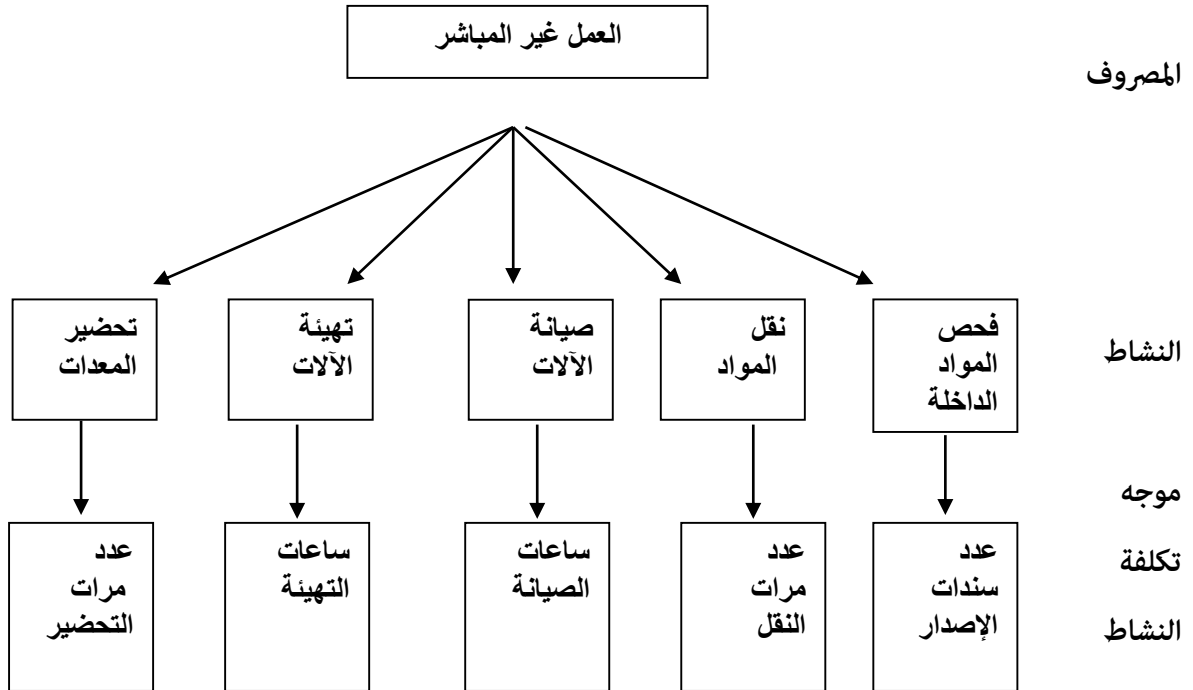 العمل غير المباشر
المصروف
فحص
المواد
الداخلة
نقل
المواد
صيانة
الآلات
تهيئة
الآلات
تحضير
المعدات
النشاط
موجه
تكلفة
النشاط
عدد
سندات
الإصدار
عدد
مرات
النقل
ساعات
الصيانة
ساعات
التهيئة
عدد
مرات
التحضير